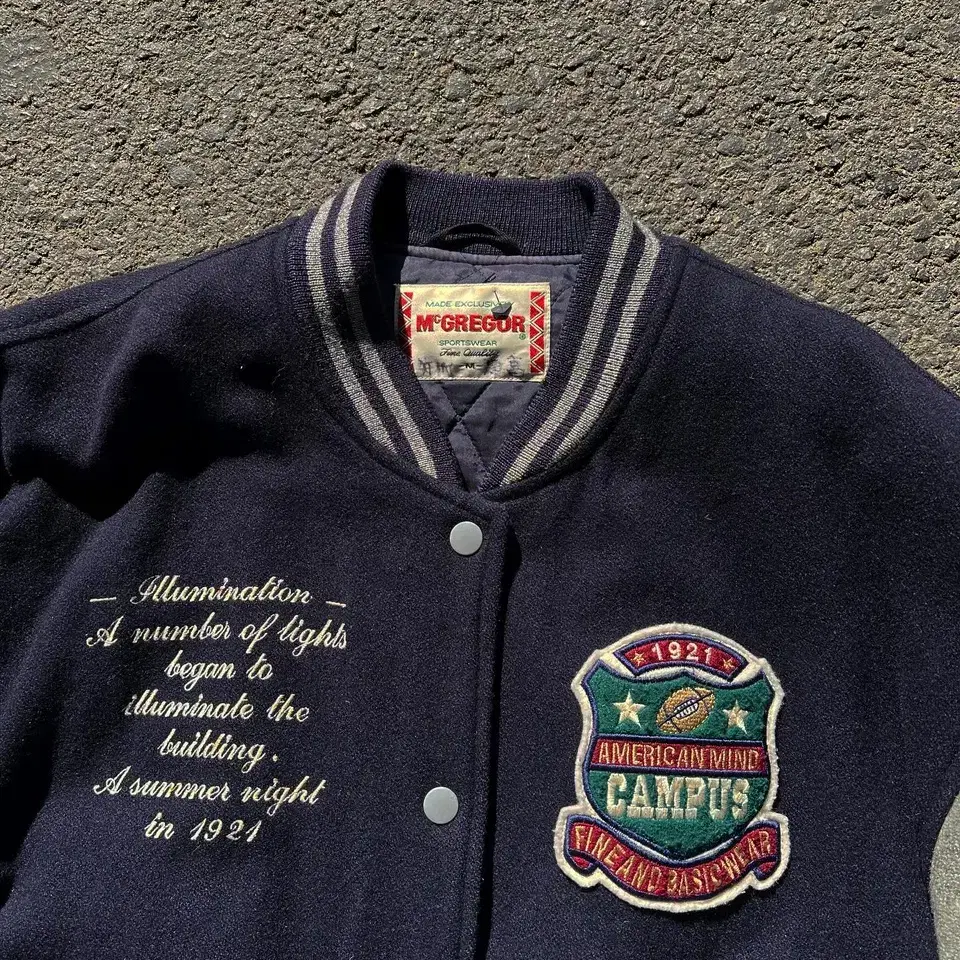 MADE EXCLUSIV
McGREGOR
®
SPORTSWEAR
Fine Quality
M
— Illumination —
A number of lights
began to
illuminate the
building.
A summer night
in 1921
1921
AMERICAN MIND
CAMPUS
FINE AND BASIC WEAR